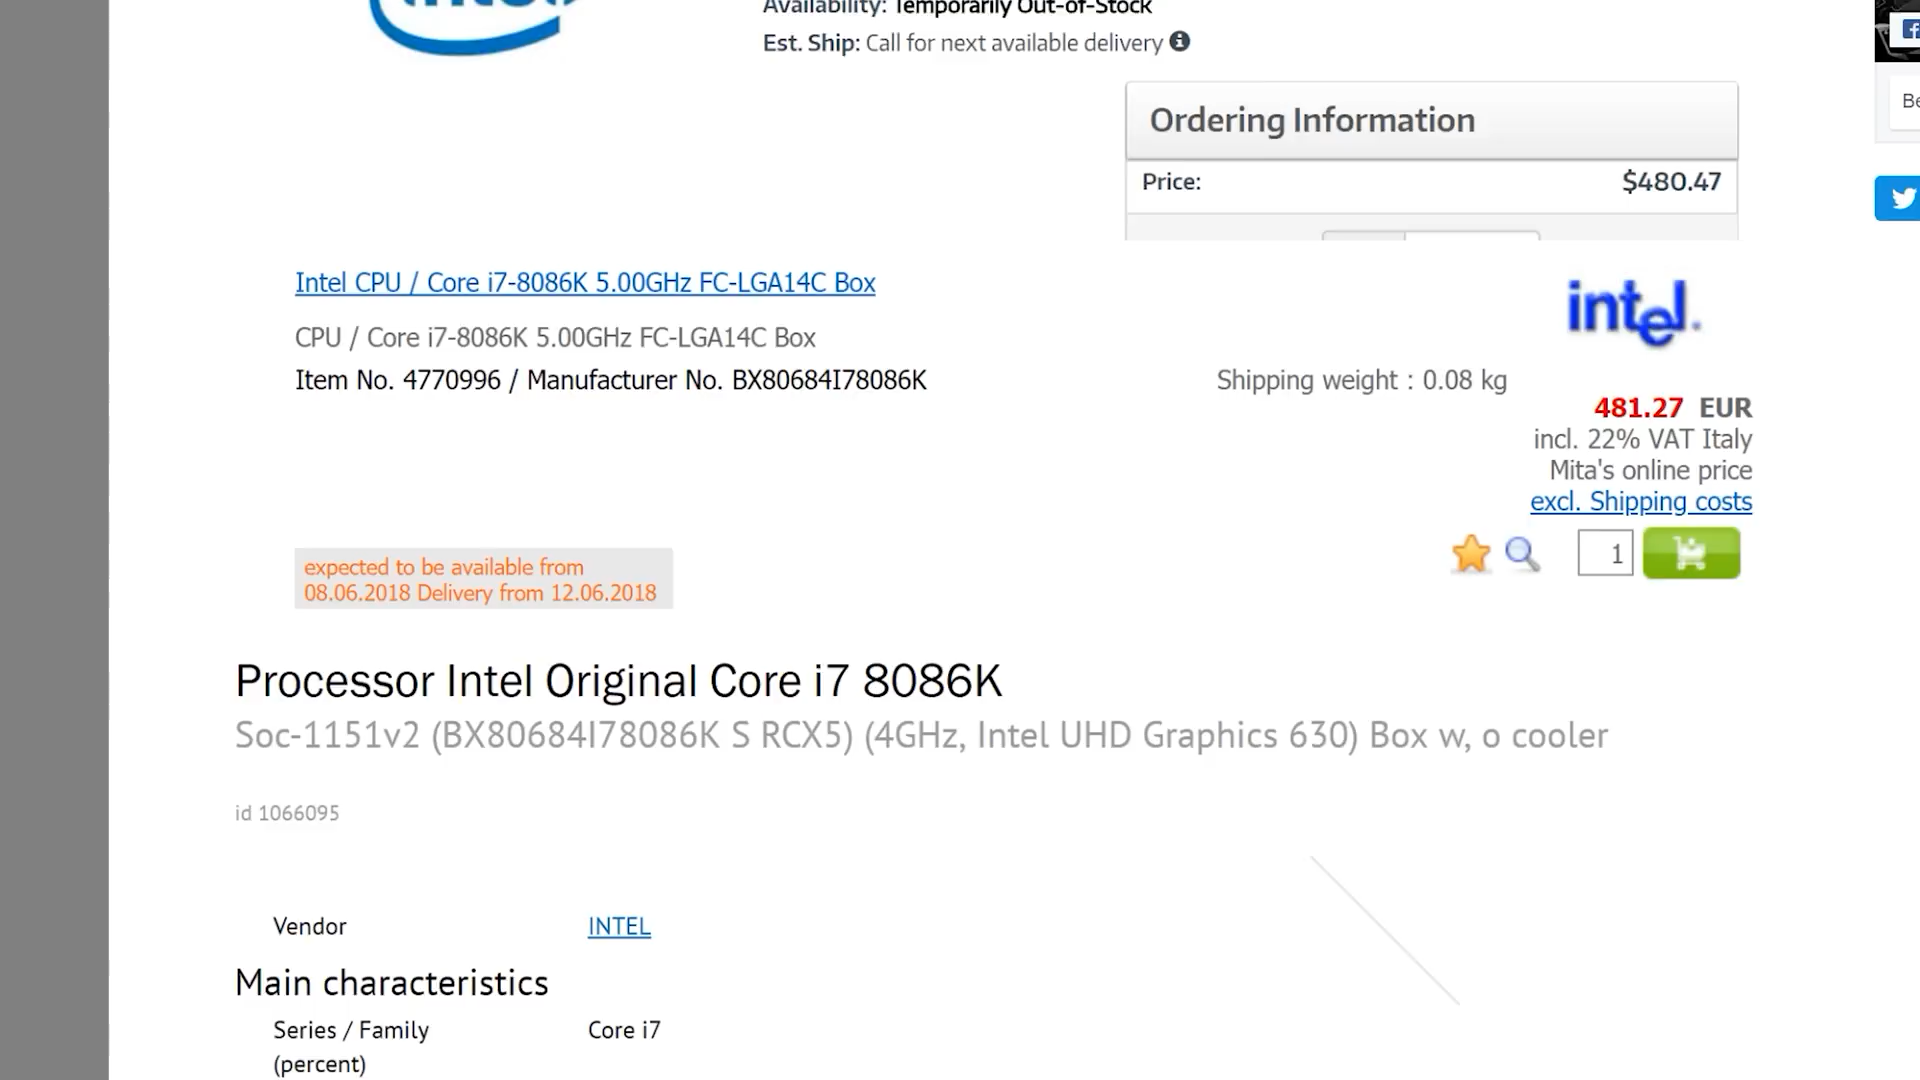 Availability: Temporarily Out-of-Stock
Est. Ship: Call for next available delivery
Ordering Information
Price: $480.47
Intel CPU / Core i7-8086K 5.00GHz FC-LGA14C Box
intel.
CPU / Core i7-8086K 5.00GHz FC-LGA14C Box
Item No. 4770996 / Manufacturer No. BX80684I78086K
Shipping weight : 0.08 kg
481.27 EUR
incl. 22% VAT Italy
Mita's online price
excl. Shipping costs
1
expected to be available from
08.06.2018 Delivery from 12.06.2018
Processor Intel Original Core i7 8086K
Soc-1151v2 (BX80684I78086K S RCX5) (4GHz, Intel UHD Graphics 630) Box w, o cooler
id 1066095
Vendor INTEL
Main characteristics
Series / Family Core i7
(percent)